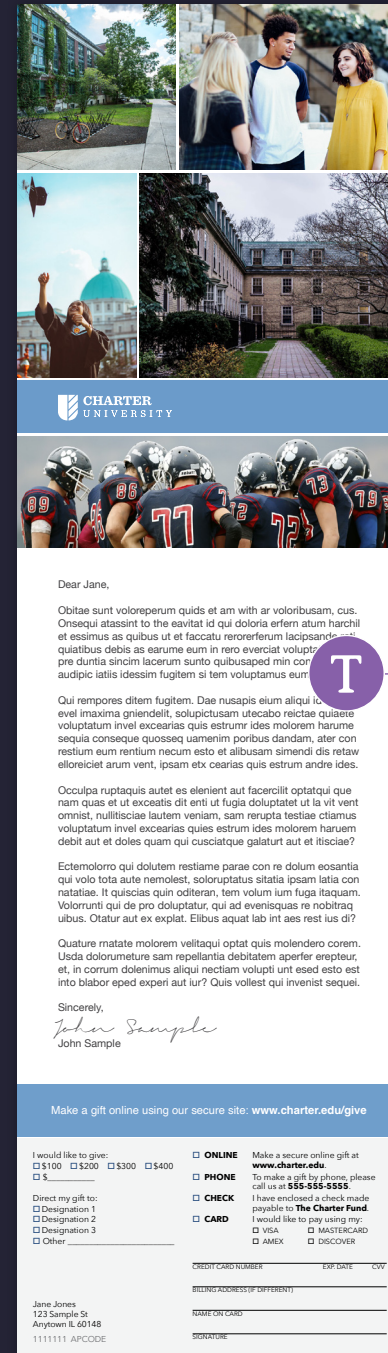 CHARTER
UNIVERSITY
89
86
77
72
72
73
79
Dear Jane,
Obitae sunt voloreperum quids et am with ar voloribusam, cus.
Onsequi atassint to the eavitat id qui doloria erfern atum harchil
et essimus as quibus ut et faccatu rerorerferum lacipsande
quiatibus debis as earume eum in rero everciat
pre duntia sincim lacerum sunto quibusaped min
audipic iatiis idessim fugitem si tem voluptamus
T
Qui rempores ditem fugitem. Dae nusapis eium aliqui
evel imaxima gniendelit, solupictusam utecabo reictae quiaete
voluptatum invel excearias quis estrumr ides molorem harume
sequia conseque quosseq uamenim poribus dandam, ater con
restium eum rentium necum esto et alibusam simendi dis retaw
elloreiciet arum vent, ipsam etx cearias quis estrum andre ides.
Occulpa ruptaquis autet es elenient aut facercilit optatqui que
nam quas et ut exceatis dit enti ut fugia doluptatet ut la vit vent
omnist, nullitisciae lautem veniam, sam rerupta testiae ctiamus
voluptatum invel excearias quies estrum ides molorem haruem
debit aut et doles quam qui cusciatque galaturt aut et itisciae?
Ectemolorro qui dolutem restiame parae con re dolum eosantia
qui volo tota aute nemolest, soloruptatus sitatia ipsam latia con
natatiae. It quiscias quin oditeran, tem volum ium fuga itaquam.
Volorrunti qui de pro doluptatur, qui ad evenisquas re nobitraq
uibus. Otatur aut ex explat. Elibus aquat lab int aes rest ius di?
Quature rnatate molorem velitaqui optat quis molendero corem.
Usda dolorumeture sam repellantia debitatem aperfer erepteur,
et, in corrum dolenimus aliqui nectiam volupti unt esed esto est
into blabor eped experi aut iur? Quis vollest qui invenist sequei.
Sincerely,
John Sample
John Sample
Make a gift online using our secure site: www.charter.edu/give
I would like to give:
$100 $200 $300 $400
$__________
Direct my gift to:
Designation 1
Designation 2
Designation 3
Other ______________________
Jane Jones
123 Sample St
Anytown IL 60148
1111111 APCODE
ONLINE Make a secure online gift at
www.charter.edu.
PHONE To make a gift by phone, please
call us at 555-555-5555.
CHECK I have enclosed a check made
payable to The Charter Fund.
CARD I would like to pay using my:
VISA MASTERCARD
AMEX DISCOVER
CREDIT CARD NUMBER EXP. DATE CVV
BILLING ADDRESS (IF DIFFERENT)
NAME ON CARD
SIGNATURE